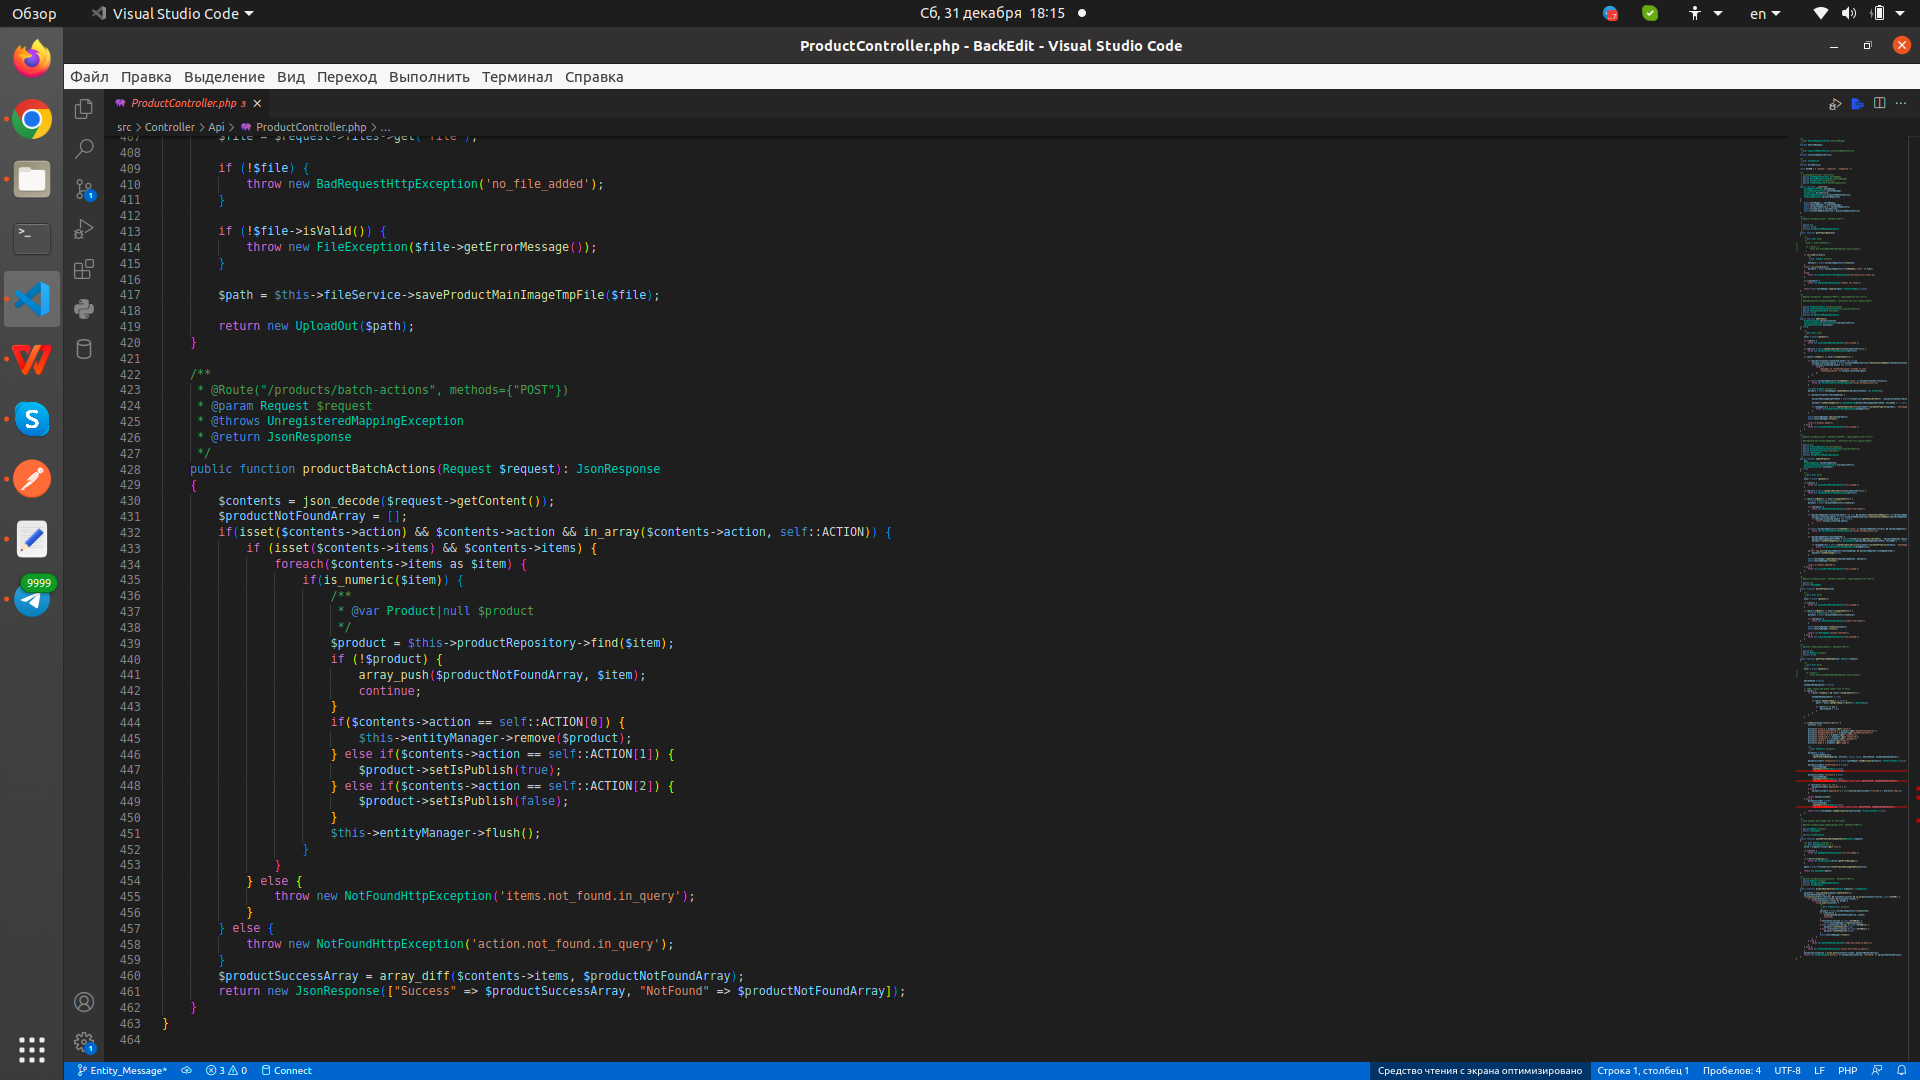 Обзор
Visual Studio Code
Сб, 31 декабря 18:15
en
ProductController.php - BackEdit - Visual Studio Code
Файл Правка Выделение Вид Переход Выполнить Терминал Справка
ProductController.php 3
src > Controller > Api > ProductController.php > ...
407 $file = $request->files->get('file');
408
409 if (!$file) {
410 throw new BadRequestHttpException('no_file_added');
411 }
412
413 if (!$file->isValid()) {
414 throw new FileException($file->getErrorMessage());
415 }
416
417 $path = $this->fileService->saveProductMainImageTmpFile($file);
418
419 return new UploadOut($path);
420 }
421
422 /**
423 * @Route("/products/batch-actions", methods={"POST"})
424 * @param Request $request
425 * @throws UnregisteredMappingException
426 * @return JsonResponse
427 */
428 public function productBatchActions(Request $request): JsonResponse
429 {
430 $contents = json_decode($request->getContent());
431 $productNotFoundArray = [];
432 if(isset($contents->action) && $contents->action && in_array($contents->action, self::ACTION)) {
433 if (isset($contents->items) && $contents->items) {
434 foreach($contents->items as $item) {
435 if(is_numeric($item)) {
436 /**
437 * @var Product|null $product
438 */
439 $product = $this->productRepository->find($item);
440 if (!$product) {
441 array_push($productNotFoundArray, $item);
442 continue;
443 }
444 if($contents->action == self::ACTION[0]) {
445 $this->entityManager->remove($product);
446 } else if($contents->action == self::ACTION[1]) {
447 $product->setIsPublish(true);
448 } else if($contents->action == self::ACTION[2]) {
449 $product->setIsPublish(false);
450 }
451 $this->entityManager->flush();
452 }
453 }
454 } else {
455 throw new NotFoundHttpException('items.not_found.in_query');
456 }
457 } else {
458 throw new NotFoundHttpException('action.not_found.in_query');
459 }
460 $productSuccessArray = array_diff($contents->items, $productNotFoundArray);
461 return new JsonResponse(["Success" => $productSuccessArray, "NotFound" => $productNotFoundArray]);
462 }
463 }
464
9999
Entity_Message* 3 0 Connect
Средство чтения с экрана оптимизировано Строка 1, столбец 1 Пробелов: 4 UTF-8 LF PHP